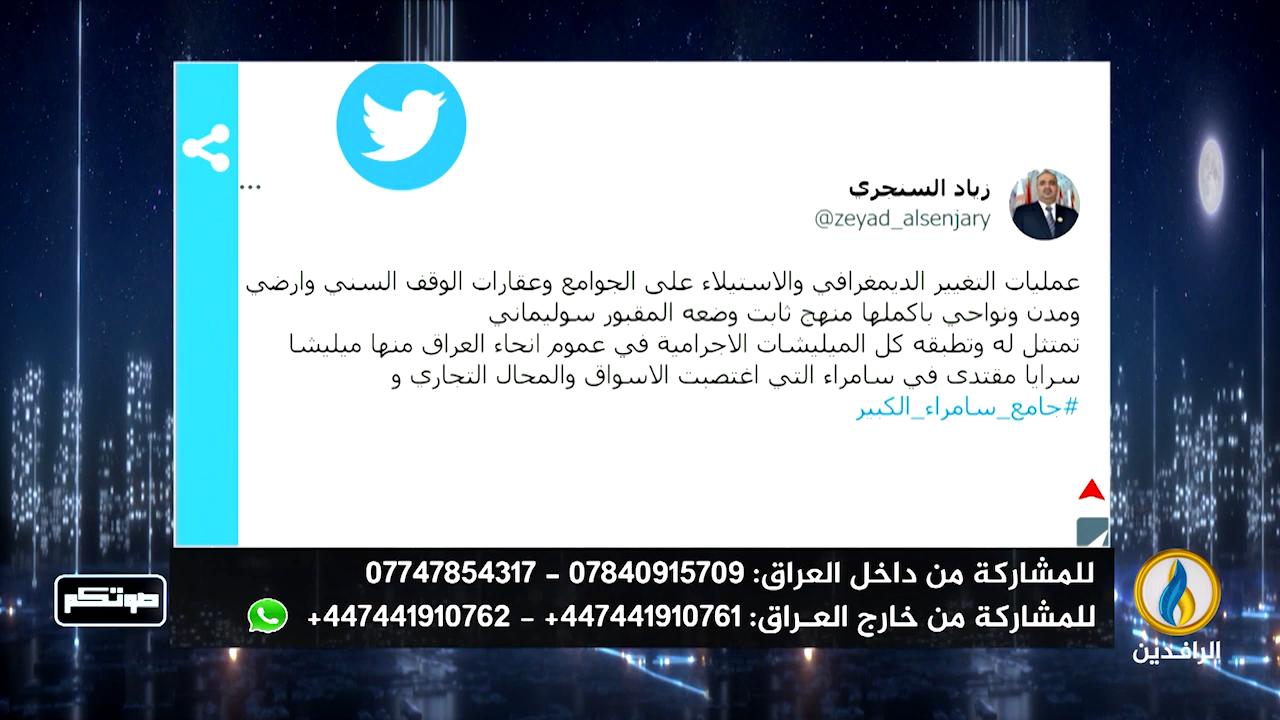 زياد السنجري
@zeyad_alsenjary
...
عمليات التغيير الديمغرافي والاستيلاء على الجوامع وعقارات الوقف السني وارضي
ومدن ونواحي باكملها منهج ثابت وضعه المقبور سوليماني
تمتثل له وتطبقه كل الميليشات الاجرامية في عموم انحاء العراق منها ميليشا
سرايا مقتدى في سامراء التي اغتصبت الاسواق والمحال التجاري و
#جامع_سامراء_الكبير
للمشاركة من داخل العراق: 07840915709 - 07747854317
للمشاركة من خارج العـراق: 447441910761+ - 447441910762+
صوتكم
الرافدين